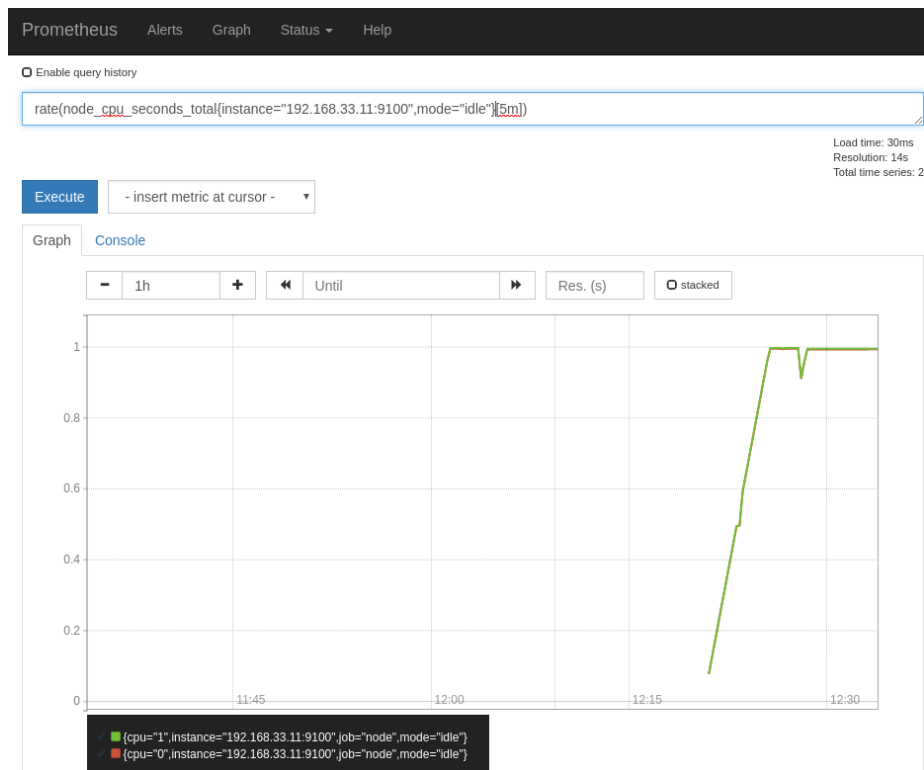 Prometheus Alerts Graph Status Help
Enable query history
rate(node_cpu_seconds_total{instance="192.168.33.11:9100",mode="idle"}[5m])
Load time: 30ms
Resolution: 14s
Total time series: 2
Execute - insert metric at cursor -
Graph Console
1h Until Res. (s) stacked
1
0.8
0.6
0.4
0.2
0
11:45 12:00 12:15 12:30
{cpu="1",instance="192.168.33.11:9100",job="node",mode="idle"}
{cpu="0",instance="192.168.33.11:9100",job="node",mode="idle"}